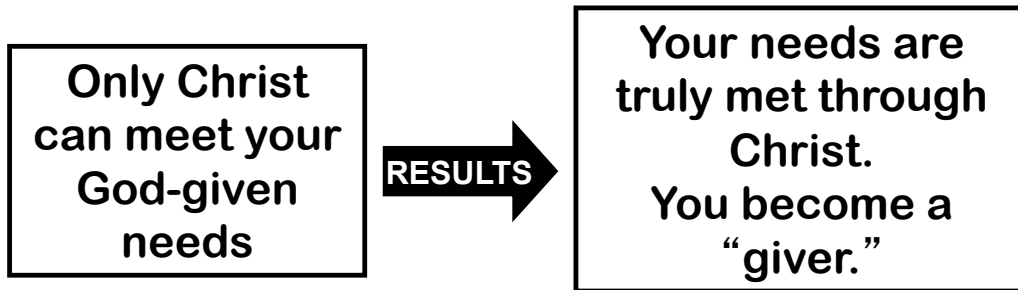 Only Christ
can meet your
God-given
needs
RESULTS
Your needs are
truly met through
Christ.
You become a
“giver.”